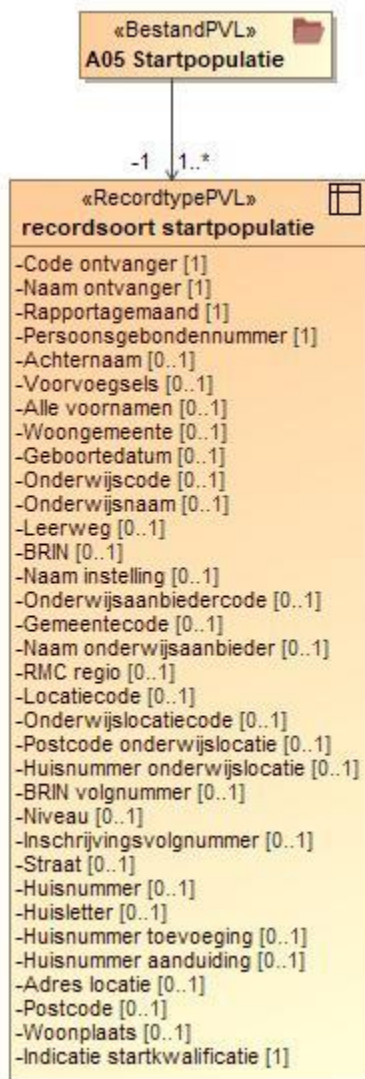 «BestandPVL»
A05 Startpopulatie
-1 1..*
«RecordtypePVL»
recordsoort startpopulatie
-Code ontvanger [1]
-Naam ontvanger [1]
-Rapportagemaand [1]
-Persoonsgebondennummer [1]
-Achternaam [0..1]
-Voorvoegsels [0..1]
-Alle voornamen [0..1]
-Woongemeente [0..1]
-Geboortedatum [0..1]
-Onderwijscode [0..1]
-Onderwijsnaam [0..1]
-Leerweg [0..1]
-BRIN [0..1]
-Naam instelling [0..1]
-Onderwijsaanbiedercode [0..1]
-Gemeentecode [0..1]
-Naam onderwijsaanbieder [0..1]
-RMC regio [0..1]
-Locatiecode [0..1]
-Onderwijslocatiecode [0..1]
-Postcode onderwijslocatie [0..1]
-Huisnummer onderwijslocatie [0..1]
-BRIN volgnummer [0..1]
-Niveau [0..1]
-Inschrijvingsvolgnummer [0..1]
-Straat [0..1]
-Huisnummer [0..1]
-Huisletter [0..1]
-Huisnummer toevoeging [0..1]
-Huisnummer aanduiding [0..1]
-Adres locatie [0..1]
-Postcode [0..1]
-Woonplaats [0..1]
-Indicatie startkwalificatie [1]